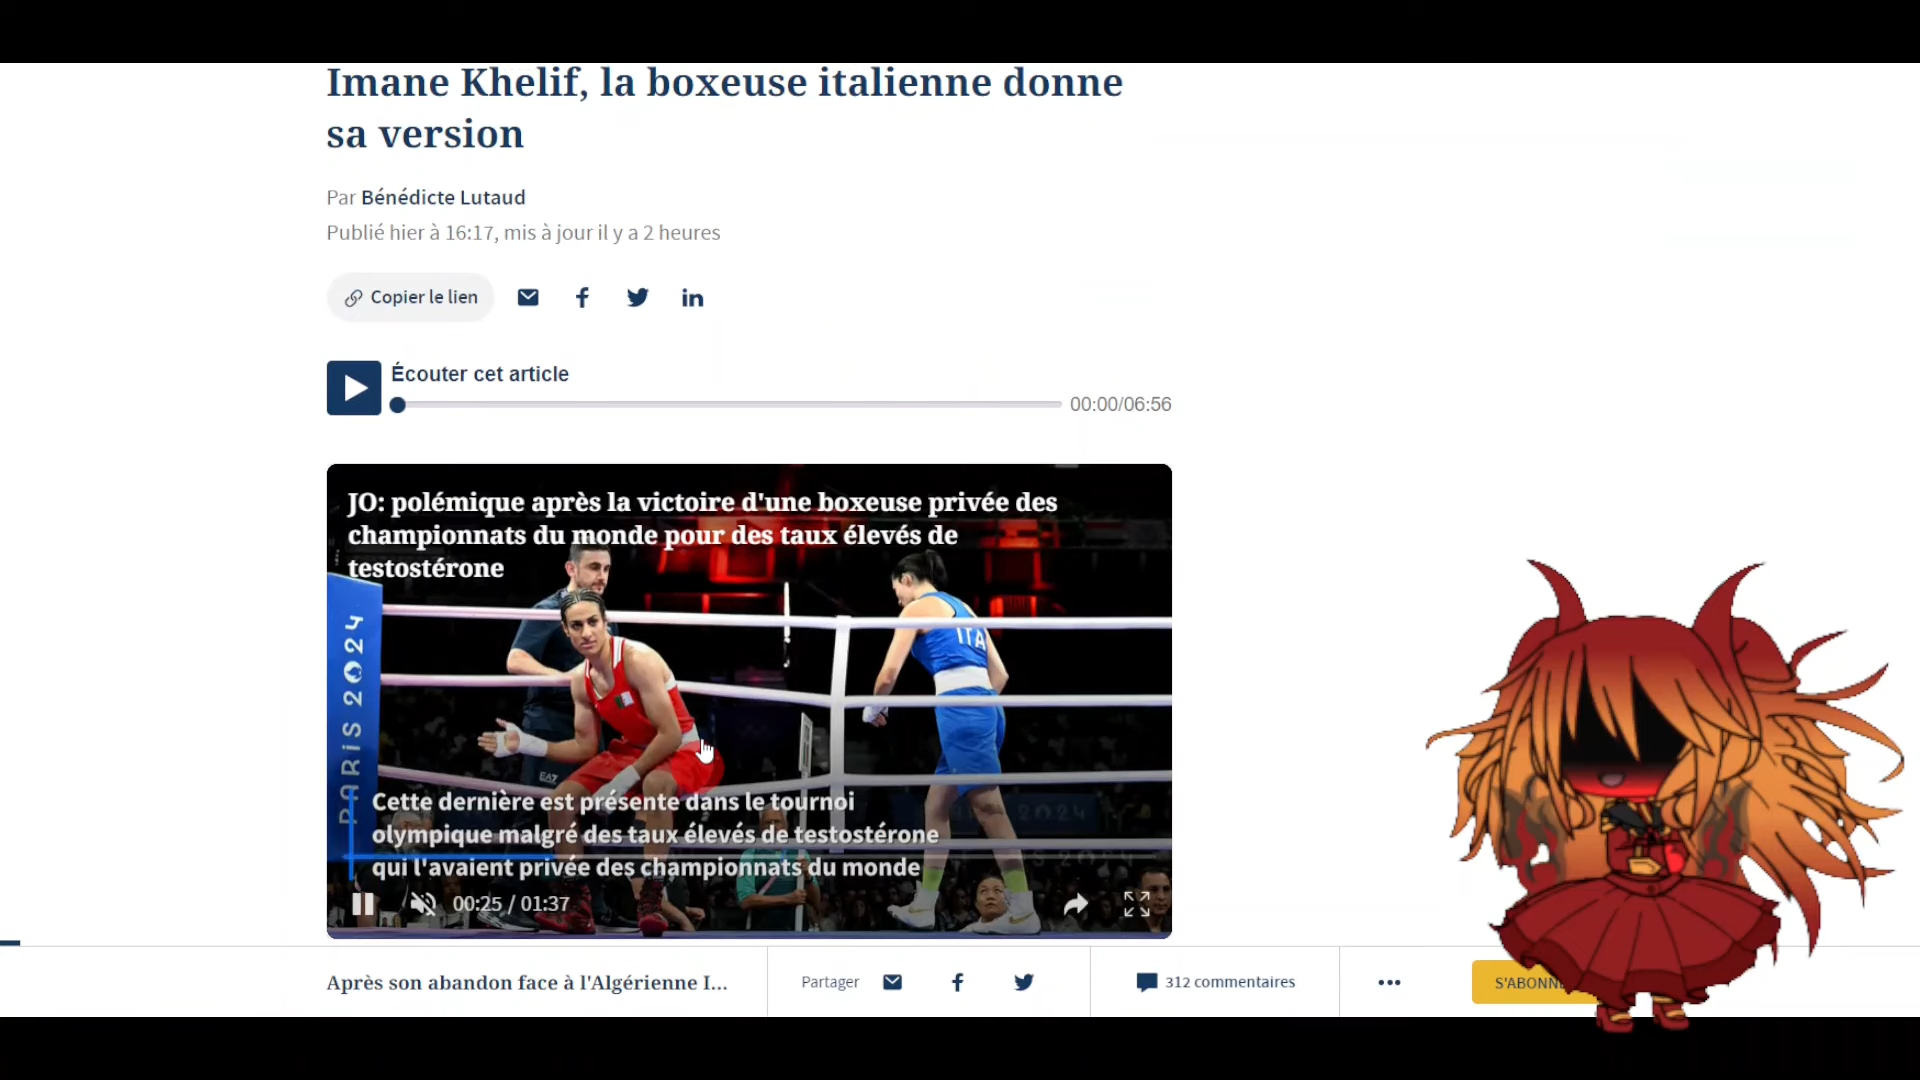 Imane Khelif, la boxeuse italienne donne
sa version
Par Bénédicte Lutaud
Publié hier à 16:17, mis à jour il y a 2 heures
Copier le lien
Écouter cet article
00:00/06:56
JO: polémique après la victoire d'une boxeuse privée des
championnats du monde pour des taux élevés de
testostérone
PARIS 2024
ITA
EA7
Cette dernière est présente dans le tournoi
olympique malgré des taux élevés de testostérone
qui l'avaient privée des championnats du monde
00:25 / 01:37
Après son abandon face à l'Algérienne I...
Partager
312 commentaires